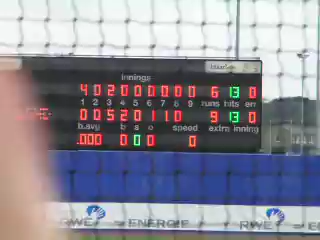 innings
4 0 2 0 0 0 0 0 6 13 0
1 2 3 4 5 6 7 8 9 runs hits err
0 0 5 2 0 1 1 0 9 13 0
b.avg b s o speed extra inning
.000 0 0 0 0
RWE ENERGIE RWE